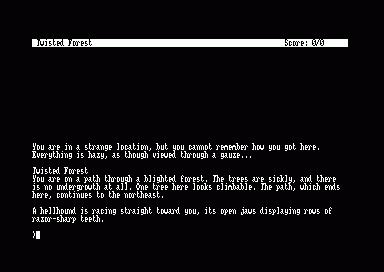 Twisted Forest Score: 0/0
You are in a strange location, but you cannot remember how you got here.
Everything is hazy, as though viewed through a gauze...
Twisted Forest
You are on a path through a blighted forest. The trees are sickly, and there
is no undergrowth at all. One tree here looks climbable. The path, which ends
here, continues to the northeast.
A hellhound is racing straight toward you, its open jaws displaying rows of
razor-sharp teeth.
>